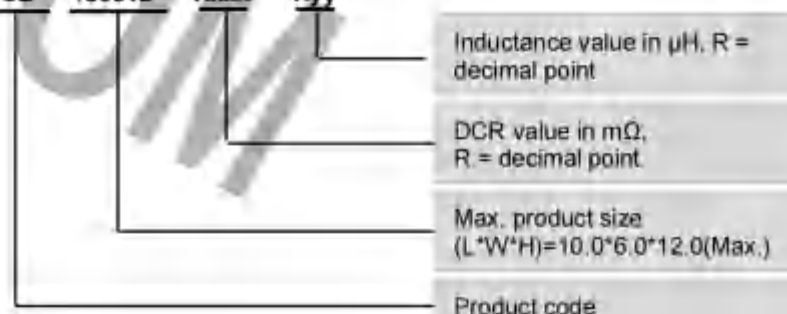 Inductance value in µH, R =
decimal point
DCR value in mΩ,
R = decimal point
Max. product size
(L*W*H)=10.0*6.0*12.0(Max.)
Product code